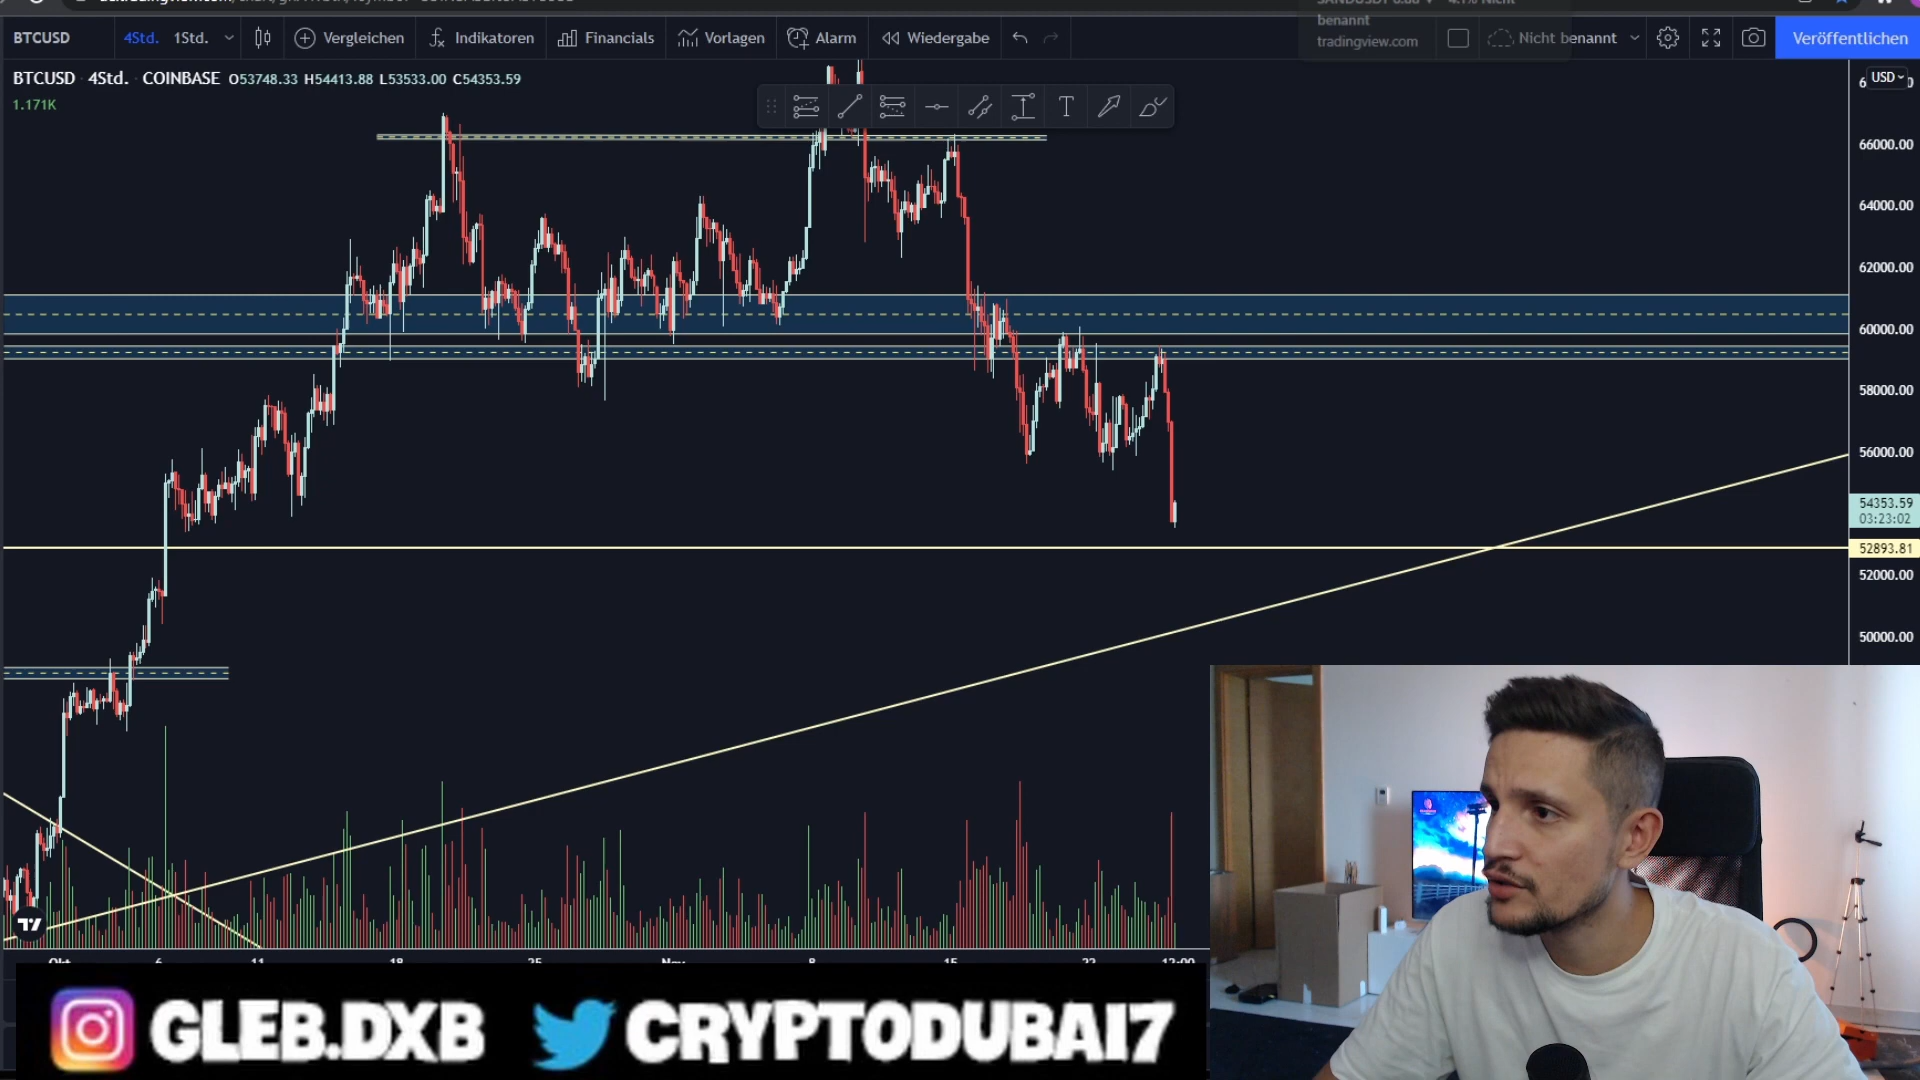 BTCUSD 4Std. 1Std. Vergleichen Indikatoren Financials Vorlagen Alarm Wiedergabe
benannt
tradingview.com
Nicht benannt
Veröffentlichen
BTCUSD 4Std. COINBASE O53748.33 H54413.88 L53533.00 C54353.59
1.171K
USD
T
66000.00
64000.00
62000.00
60000.00
58000.00
56000.00
54353.59
03:23:02
52893.81
52000.00
50000.00
Okt 6 11 18 25 Nov 8 15 22 12:00
GLEB.DXB CRYPTODUBAI7